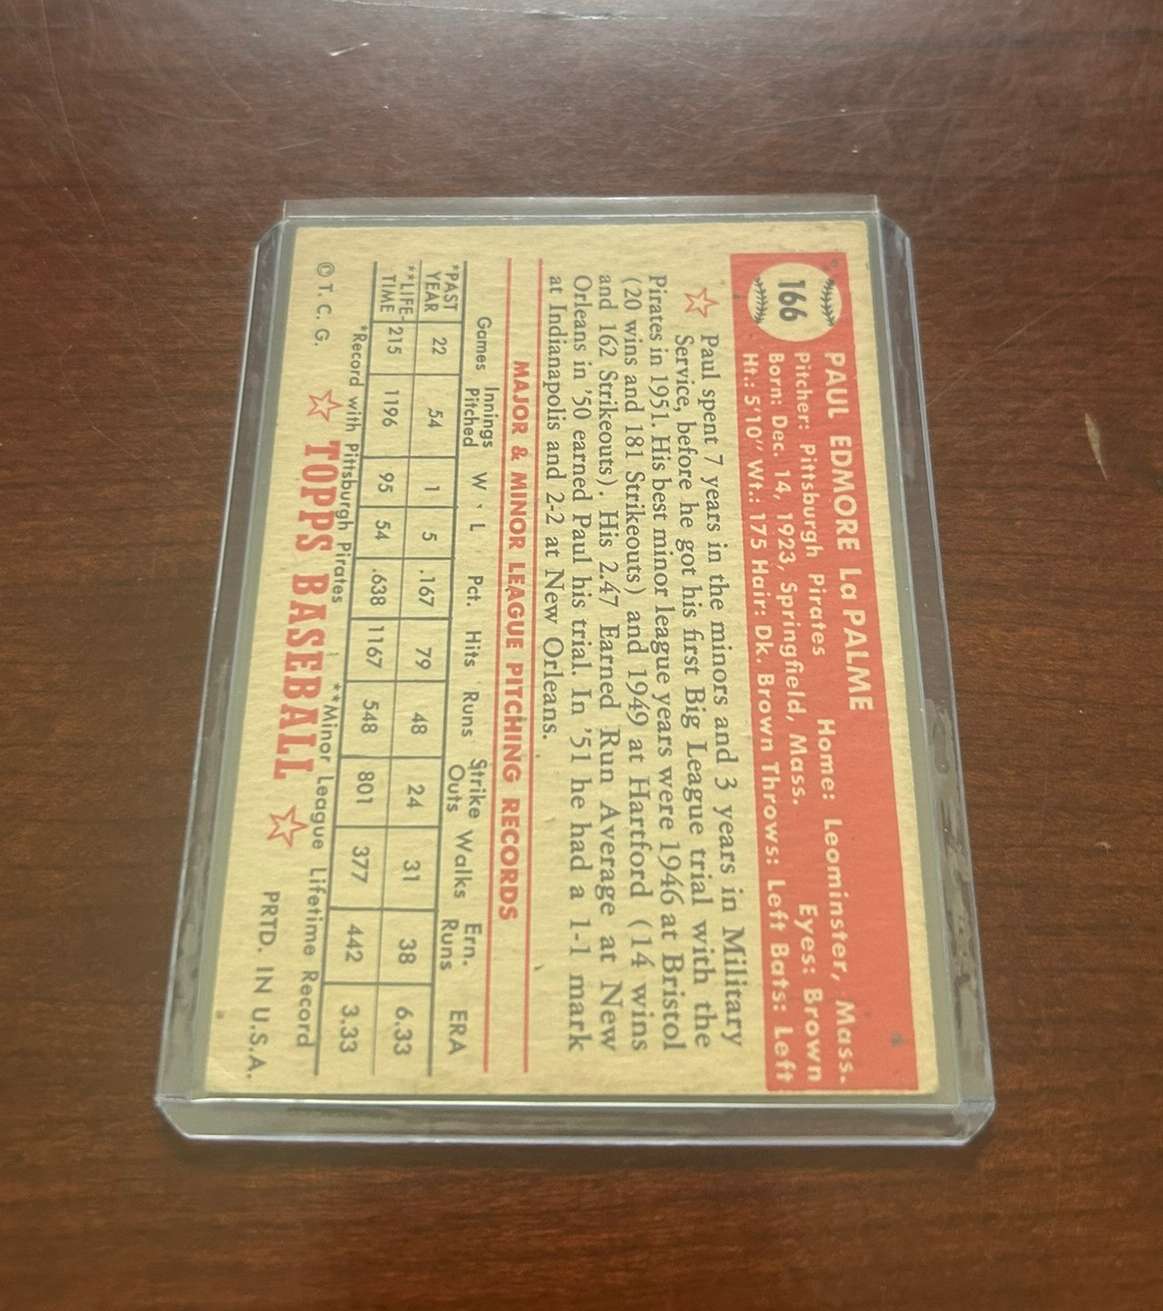 166
PAUL EDMORE La PALME
Pitcher: Pittsburgh Pirates Home: Leominster, Mass.
Born: Dec. 14, 1923, Springfield, Mass. Eyes: Brown
Ht.: 5'10" Wt.: 175 Hair: Dk. Brown Throws: Left Bats: Left
Paul spent 7 years in the minors and 3 years in Military
Service, before he got his first Big League trial with the
Pirates in 1951. His best minor league years were 1946 at Bristol
(20 wins and 181 Strikeouts) and 1949 at Hartford (14 wins
and 162 Strikeouts). His 2.47 Earned Run Average at New
Orleans in '50 earned Paul his trial. In '51 he had a 1-1 mark
at Indianapolis and 2-2 at New Orleans.
MAJOR & MINOR LEAGUE PITCHING RECORDS
Games Innings Pitched W L Pct. Hits Runs Strike Outs Walks Ern. Runs ERA
*PAST YEAR 22 54 1 5 .167 79 48 24 31 38 6.33
**LIFE-TIME 215 1196 95 54 .638 1167 548 801 377 442 3.33
*Record with Pittsburgh Pirates **Minor League Lifetime Record
© T. C. G. TOPPS BASEBALL PRTD. IN U.S.A.